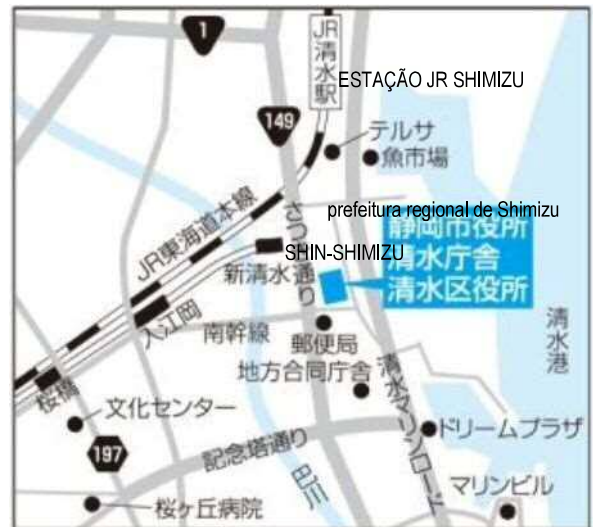 1
JR清水駅
ESTAÇÃO JR SHIMIZU
149
テルサ
魚市場
JR東海道本線
さつき通り
prefeitura regional de Shimizu
静岡市役所
清水庁舎
清水区役所
SHIN-SHIMIZU
新清水
入江岡
南幹線
郵便局
地方合同庁舎
清水港
清水マリンロード
桜橋
文化センター
197
記念塔通り
巴川
ドリームプラザ
マリンビル
桜ヶ丘病院